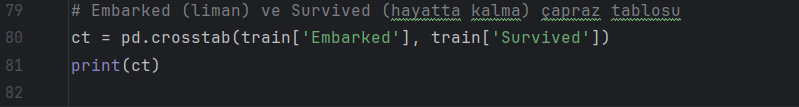 79 # Embarked (liman) ve Survived (hayatta kalma) çapraz tablosu
80 ct = pd.crosstab(train['Embarked'], train['Survived'])
81 print(ct)
82